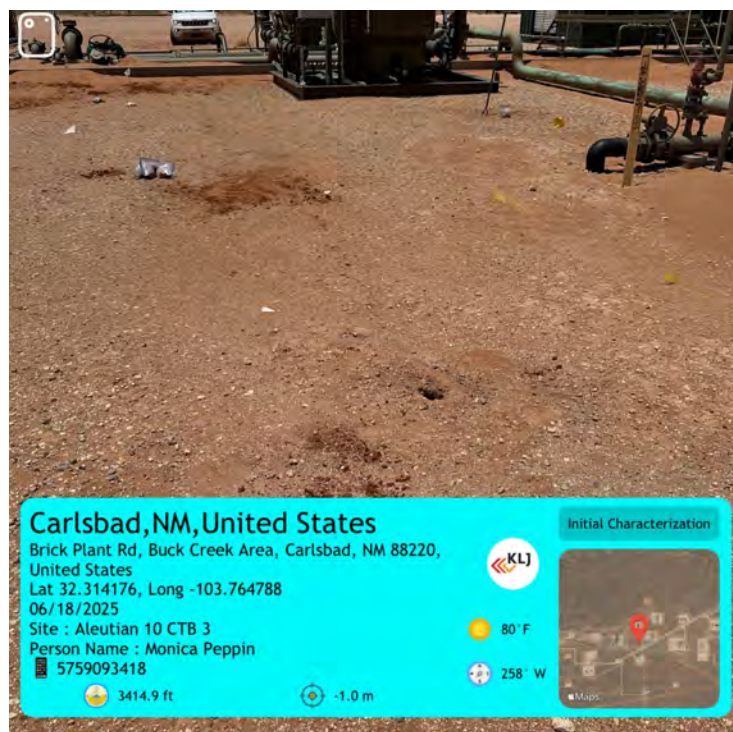 Carlsbad,NM,United States
Brick Plant Rd, Buck Creek Area, Carlsbad, NM 88220,
United States
Lat 32.314176, Long -103.764788
06/18/2025
Site : Aleutian 10 CTB 3
Person Name : Monica Peppin
5759093418
3414.9 ft
-1.0 m
KLJ
80°F
258° W
Initial Characterization
Maps